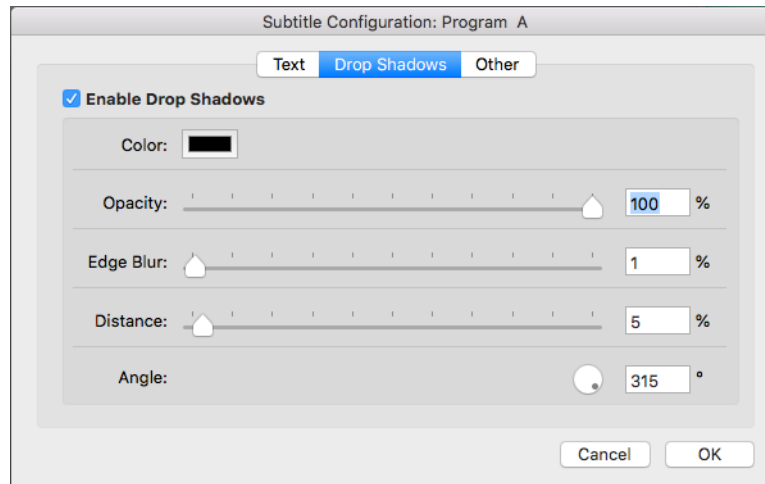 Subtitle Configuration: Program A
Text Drop Shadows Other
Enable Drop Shadows
Color:
Opacity: 100 %
Edge Blur: 1 %
Distance: 5 %
Angle: 315 °
Cancel OK